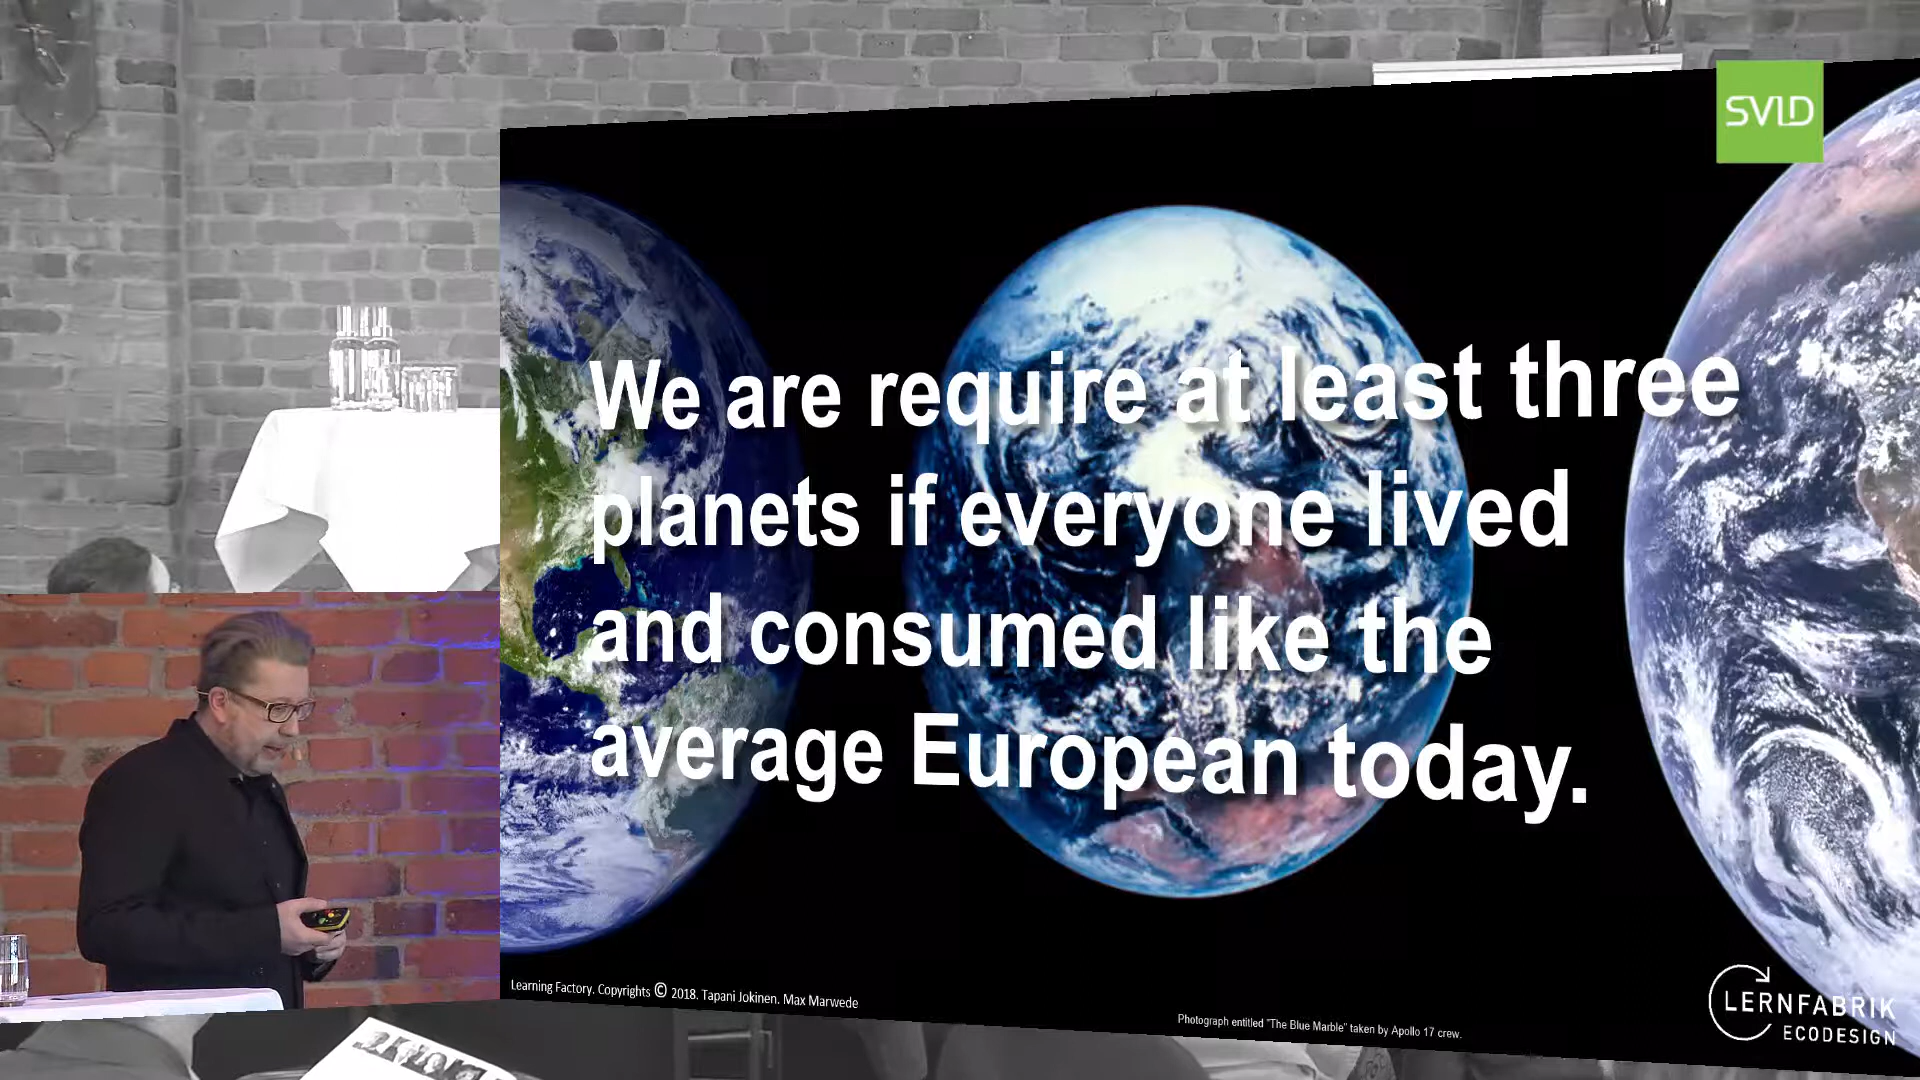 SVID
We are require at least three
planets if everyone lived
and consumed like the
average European today.
Learning Factory. Copyrights © 2018. Tapani Jokinen. Max Marwede
Photograph entitled "The Blue Marble" taken by Apollo 17 crew.
LERNFABRIK
ECODESIGN